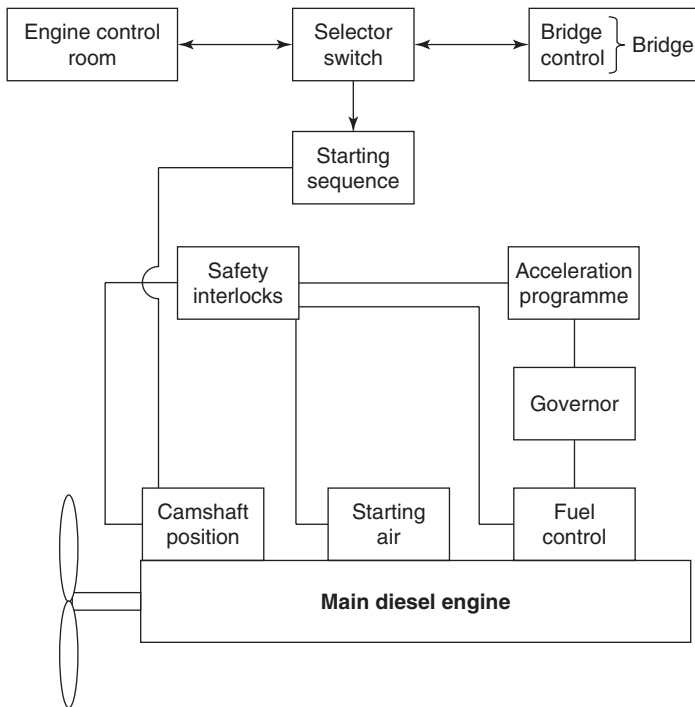 Engine control
room
Selector
switch
Bridge
control
Bridge
Starting
sequence
Safety
interlocks
Acceleration
programme
Governor
Camshaft
position
Starting
air
Fuel
control
Main diesel engine